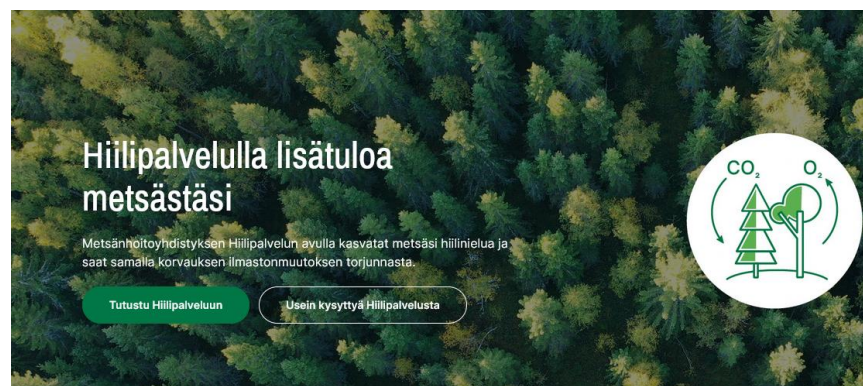 Hiilipalvelulla lisätuloa
metsästäsi
Metsänhoitoyhdistyksen Hiilipalvelun avulla kasvatat metsäsi hiilinielua ja
saat samalla korvauksen ilmastonmuutoksen torjunnasta.
Tutustu Hiilipalveluun
Usein kysyttyä Hiilipalvelusta
CO₂
O₂